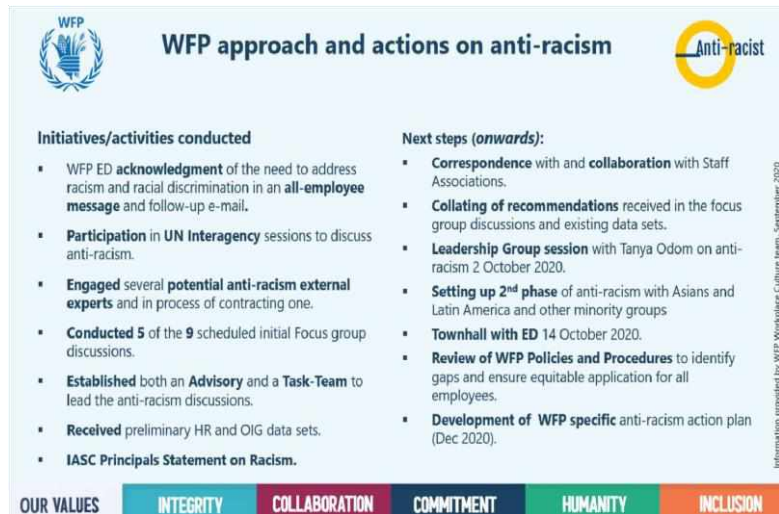 WFP
WFP approach and actions on anti-racism
Anti-racist
Initiatives/activities conducted
▪ WFP ED acknowledgment of the need to address
racism and racial discrimination in an all-employee
message and follow-up e-mail.
▪ Participation in UN Interagency sessions to discuss
anti-racism.
▪ Engaged several potential anti-racism external
experts and in process of contracting one.
▪ Conducted 5 of the 9 scheduled initial Focus group
discussions.
▪ Established both an Advisory and a Task-Team to
lead the anti-racism discussions.
▪ Received preliminary HR and OIG data sets.
▪ IASC Principals Statement on Racism.
Next steps (onwards):
▪ Correspondence with and collaboration with Staff
Associations.
▪ Collating of recommendations received in the focus
group discussions and existing data sets.
▪ Leadership Group session with Tanya Odom on anti-
racism 2 October 2020.
▪ Setting up 2nd phase of anti-racism with Asians and
Latin America and other minority groups
▪ Townhall with ED 14 October 2020.
▪ Review of WFP Policies and Procedures to identify
gaps and ensure equitable application for all
employees.
▪ Development of WFP specific anti-racism action plan
(Dec 2020).
Information provided by WFP Workplace Culture team, September 2020
OUR VALUES INTEGRITY COLLABORATION COMMITMENT HUMANITY INCLUSION